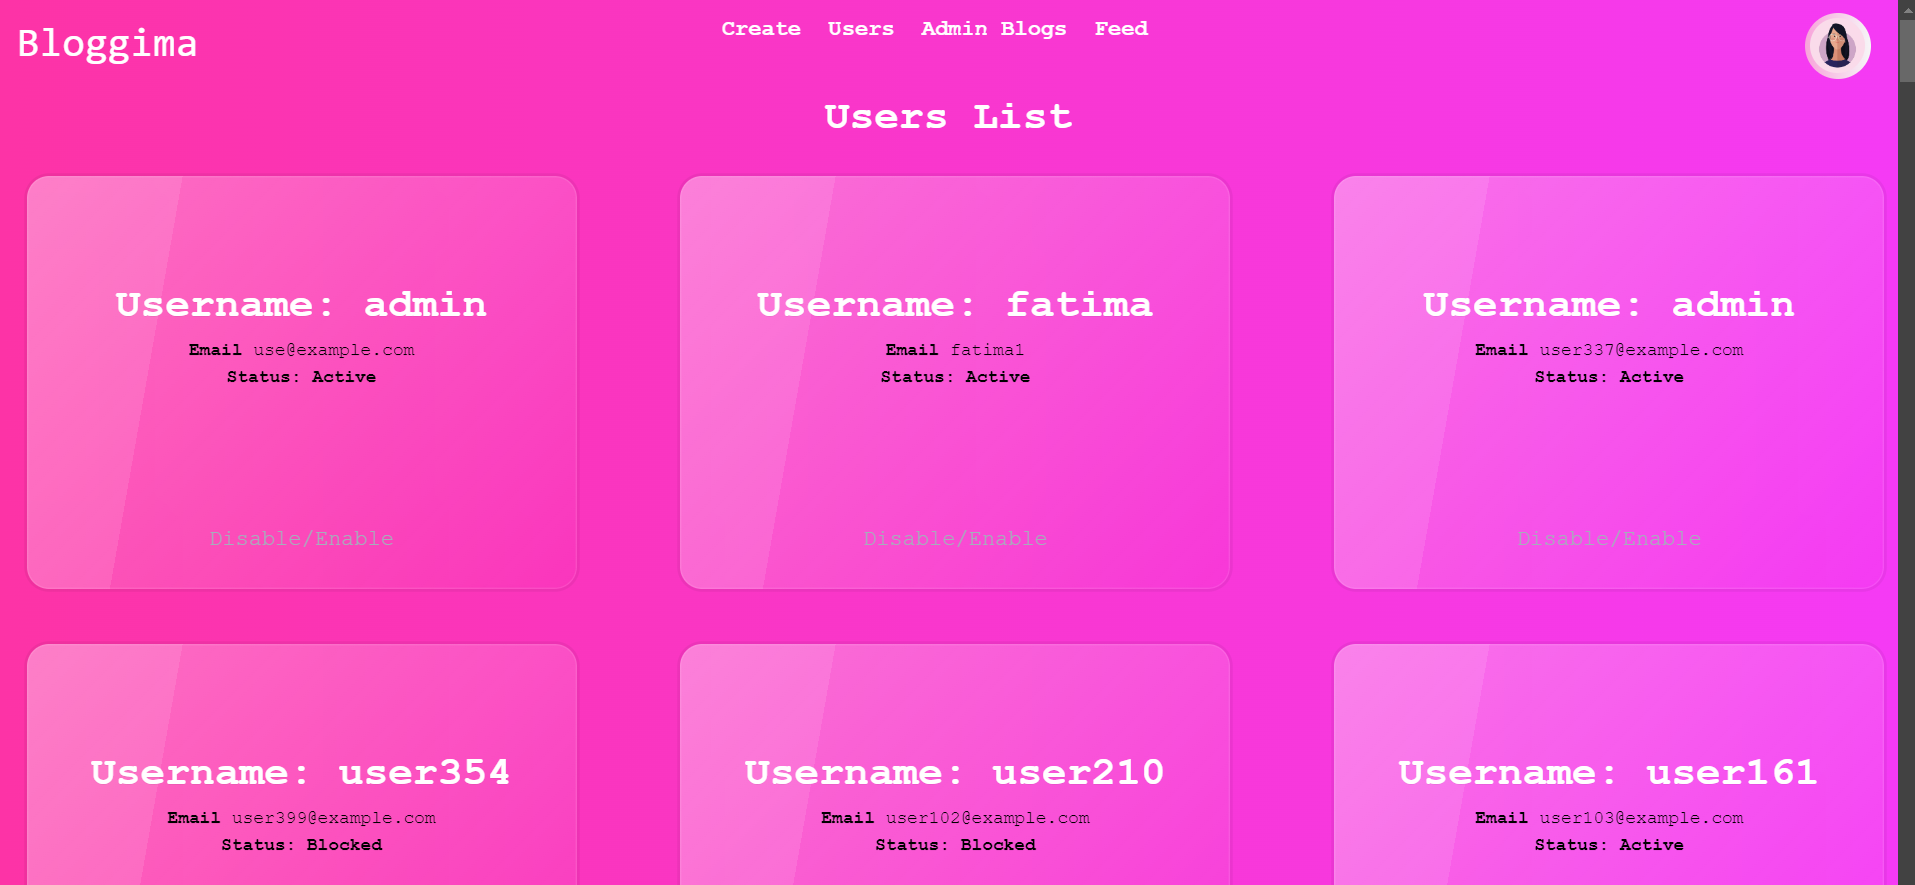 Bloggima
Create Users Admin Blogs Feed
Users List
Username: admin
Email use@example.com
Status: Active
Disable/Enable
Username: fatima
Email fatima1
Status: Active
Disable/Enable
Username: admin
Email user337@example.com
Status: Active
Disable/Enable
Username: user354
Email user399@example.com
Status: Blocked
Username: user210
Email user102@example.com
Status: Blocked
Username: user161
Email user103@example.com
Status: Active